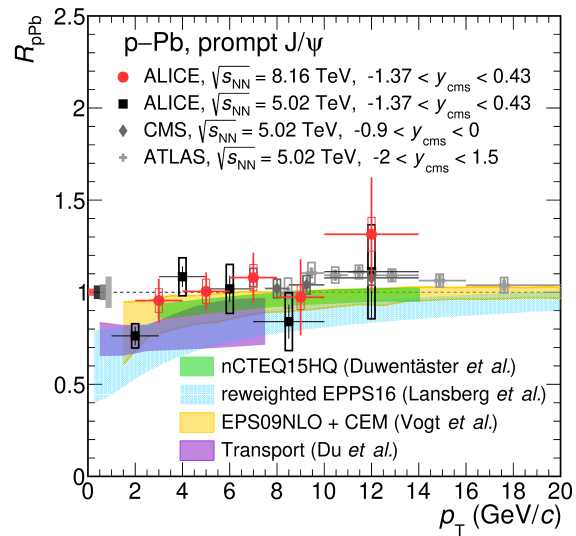 R_pPb
2.5
p–Pb, prompt J/ψ
ALICE, √s_NN = 8.16 TeV, -1.37 < y_cms < 0.43
ALICE, √s_NN = 5.02 TeV, -1.37 < y_cms < 0.43
2
CMS, √s_NN = 5.02 TeV, -0.9 < y_cms < 0
ATLAS, √s_NN = 5.02 TeV, -2 < y_cms < 1.5
1.5
1
nCTEQ15HQ (Duwentäster et al.)
reweighted EPPS16 (Lansberg et al.)
0.5
EPS09NLO + CEM (Vogt et al.)
Transport (Du et al.)
0
0 2 4 6 8 10 12 14 16 18 20
p_T (GeV/c)